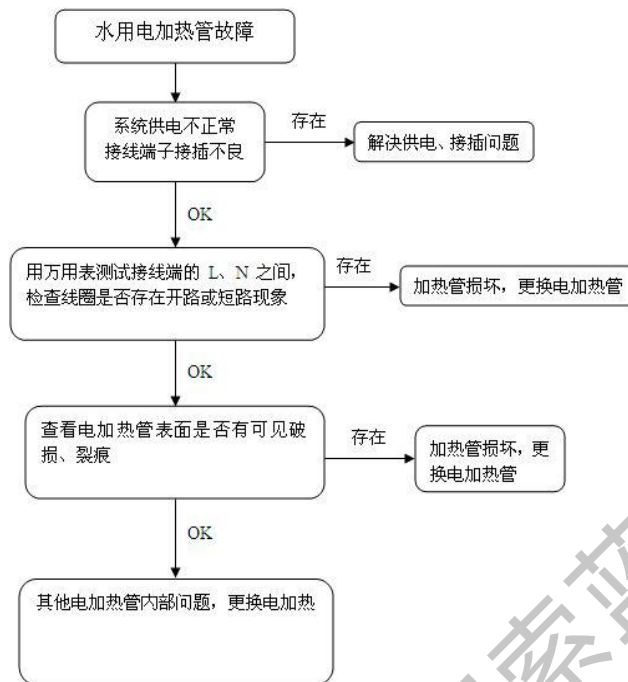 水用电加热管故障
系统供电不正常
接线端子接插不良
存在
解决供电、接插问题
OK
用万用表测试接线端的 L、N 之间，
检查线圈是否存在开路或短路现象
存在
加热管损坏，更换电加热管
OK
查看电加热管表面是否有可见破
损、裂痕
存在
加热管损坏，更
换电加热管
OK
其他电加热管内部问题，更换电加热
索